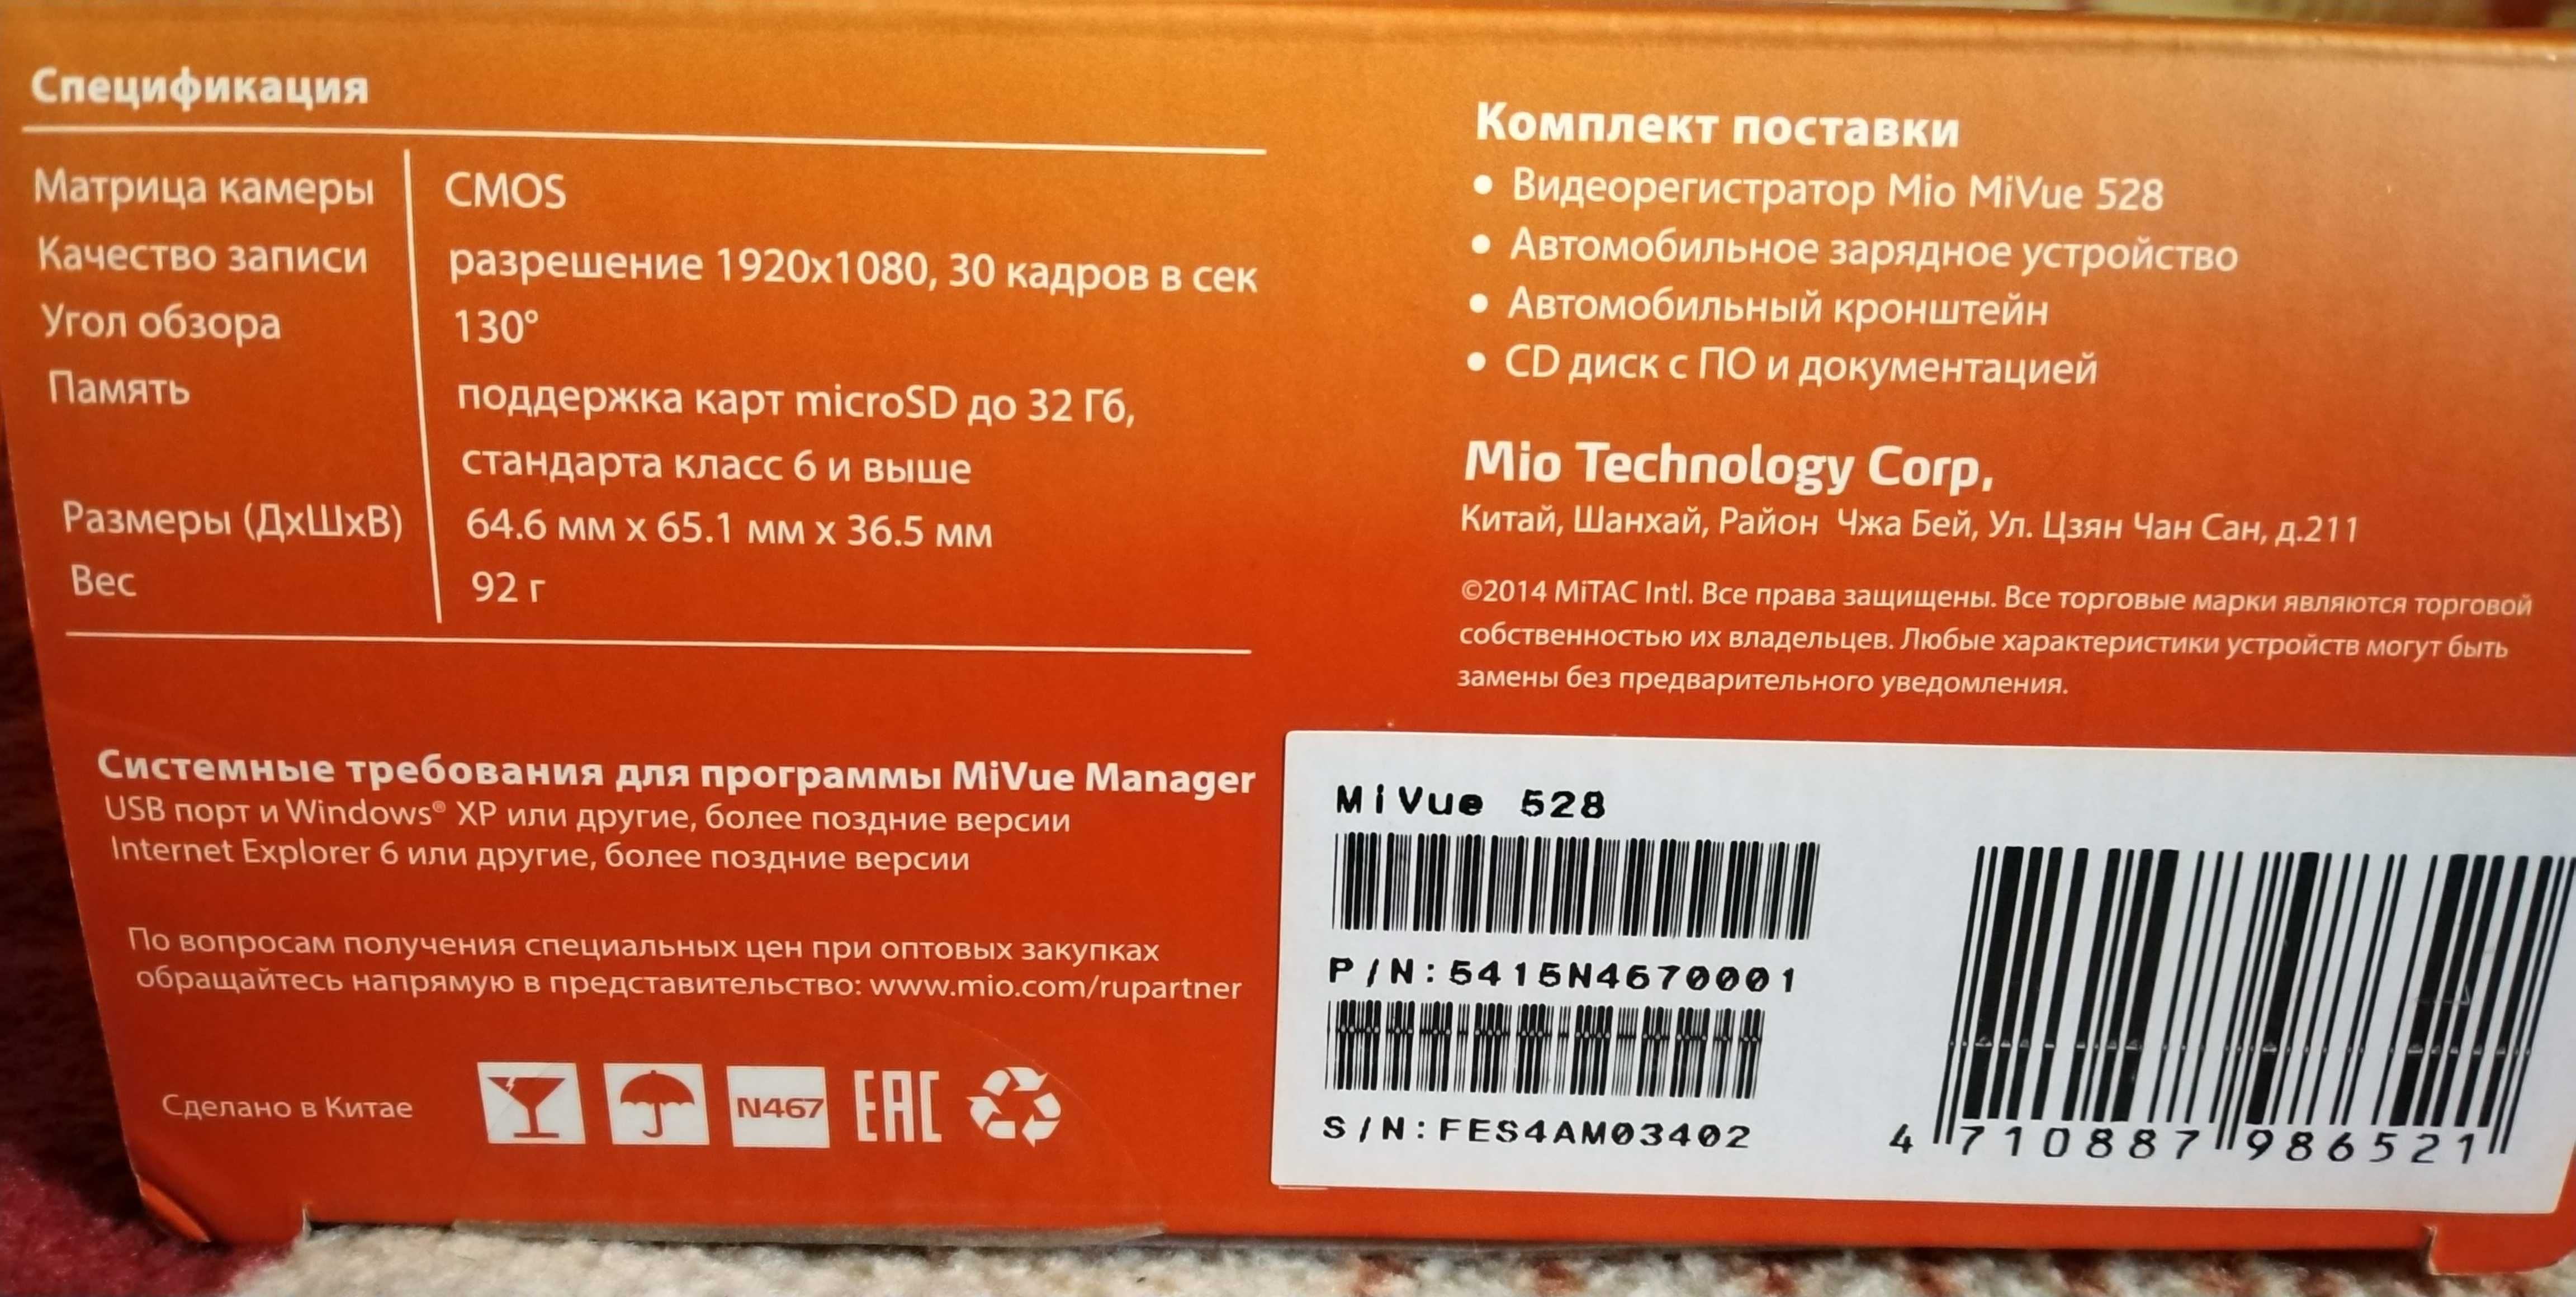 Спецификация
Матрица камеры CMOS
Качество записи разрешение 1920x1080, 30 кадров в сек
Угол обзора 130°
Память поддержка карт microSD до 32 Гб,
стандарта класс 6 и выше
Размеры (ДхШхВ) 64.6 мм x 65.1 мм x 36.5 мм
Вес 92 г
Системные требования для программы MiVue Manager
USB порт и Windows® XP или другие, более поздние версии
Internet Explorer 6 или другие, более поздние версии
По вопросам получения специальных цен при оптовых закупках
обращайтесь напрямую в представительство: www.mio.com/rupartner
Сделано в Китае
N467
EAC
Комплект поставки
• Видеорегистратор Mio MiVue 528
• Автомобильное зарядное устройство
• Автомобильный кронштейн
• CD диск с ПО и документацией
Mio Technology Corp,
Китай, Шанхай, Район Чжа Бей, Ул. Цзян Чан Сан, д.211
©2014 MiTAC Intl. Все права защищены. Все торговые марки являются торговой
собственностью их владельцев. Любые характеристики устройств могут быть
замены без предварительного уведомления.
MiVue 528
P/N:5415N4670001
S/N:FES4AM03402
4 710887 986521